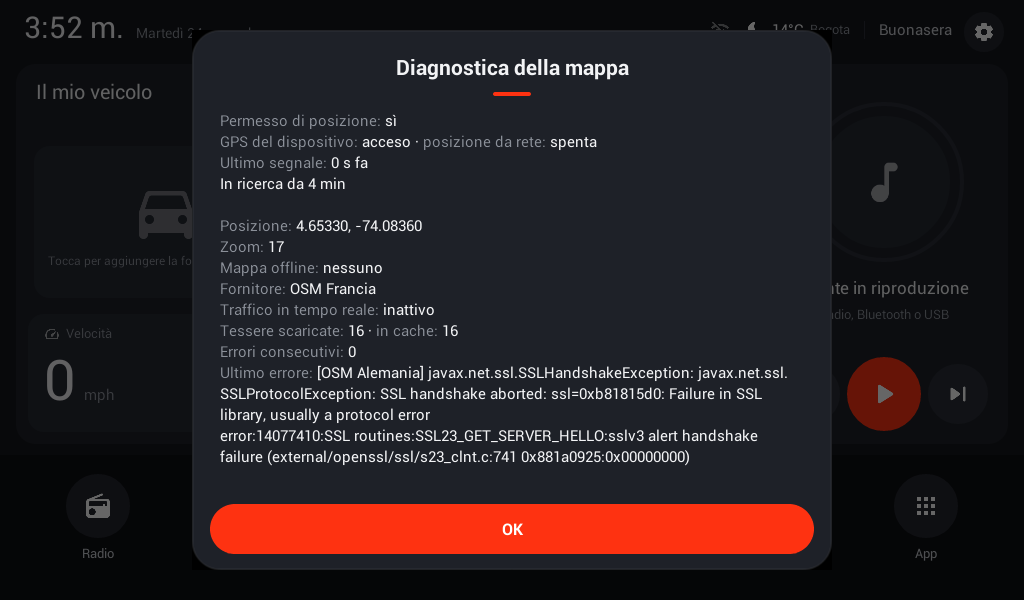 3:52 m.
Martedì 2
14°C
Bogota
Buonasera
Diagnostica della mappa
Il mio veicolo
Permesso di posizione: sì
GPS del dispositivo: acceso · posizione da rete: spenta
Ultimo segnale: 0 s fa
In ricerca da 4 min
Posizione: 4.65330, -74.08360
Zoom: 17
Mappa offline: nessuno
Fornitore: OSM Francia
Traffico in tempo reale: inattivo
Tessere scaricate: 16 · in cache: 16
Errori consecutivi: 0
Ultimo errore: [OSM Alemania] javax.net.ssl.SSLHandshakeException: javax.net.ssl.
SSLProtocolException: SSL handshake aborted: ssl=0xb81815d0: Failure in SSL
library, usually a protocol error
error:14077410:SSL routines:SSL23_GET_SERVER_HELLO:sslv3 alert handshake
failure (external/openssl/ssl/s23_clnt.c:741 0x881a0925:0x00000000)
Tocca per aggiungere la fo
Velocità
0 mph
te in riproduzione
dio, Bluetooth o USB
OK
Radio
App